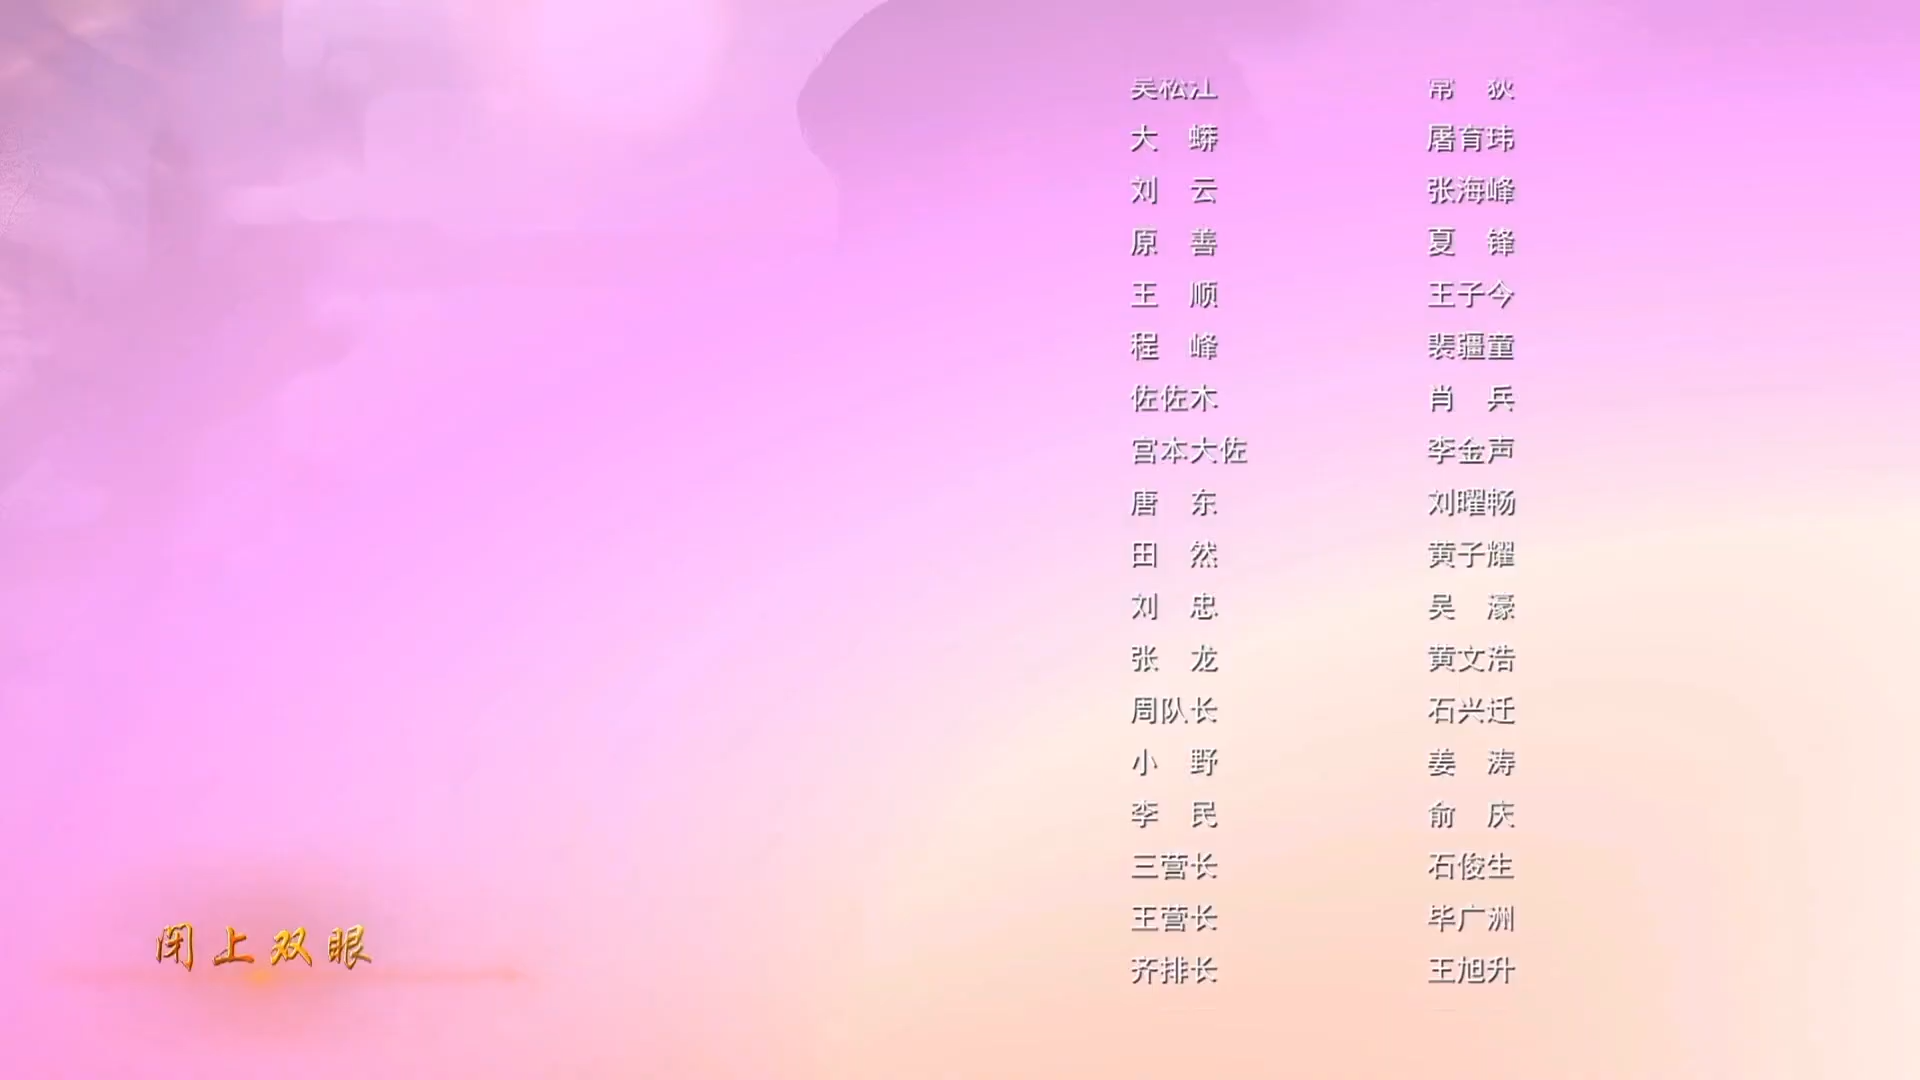 吴松江 常 狄
大 蟒 屠育玮
刘 云 张海峰
原 善 夏 锋
王 顺 王子今
程 峰 裴疆童
佐佐木 肖 兵
宫本大佐 李金声
唐 东 刘曜畅
田 然 黄子耀
刘 忠 吴 濠
张 龙 黄文浩
周队长 石兴迁
小 野 姜 涛
李 民 俞 庆
三营长 石俊生
王营长 毕广洲
齐排长 王旭升
闭上双眼